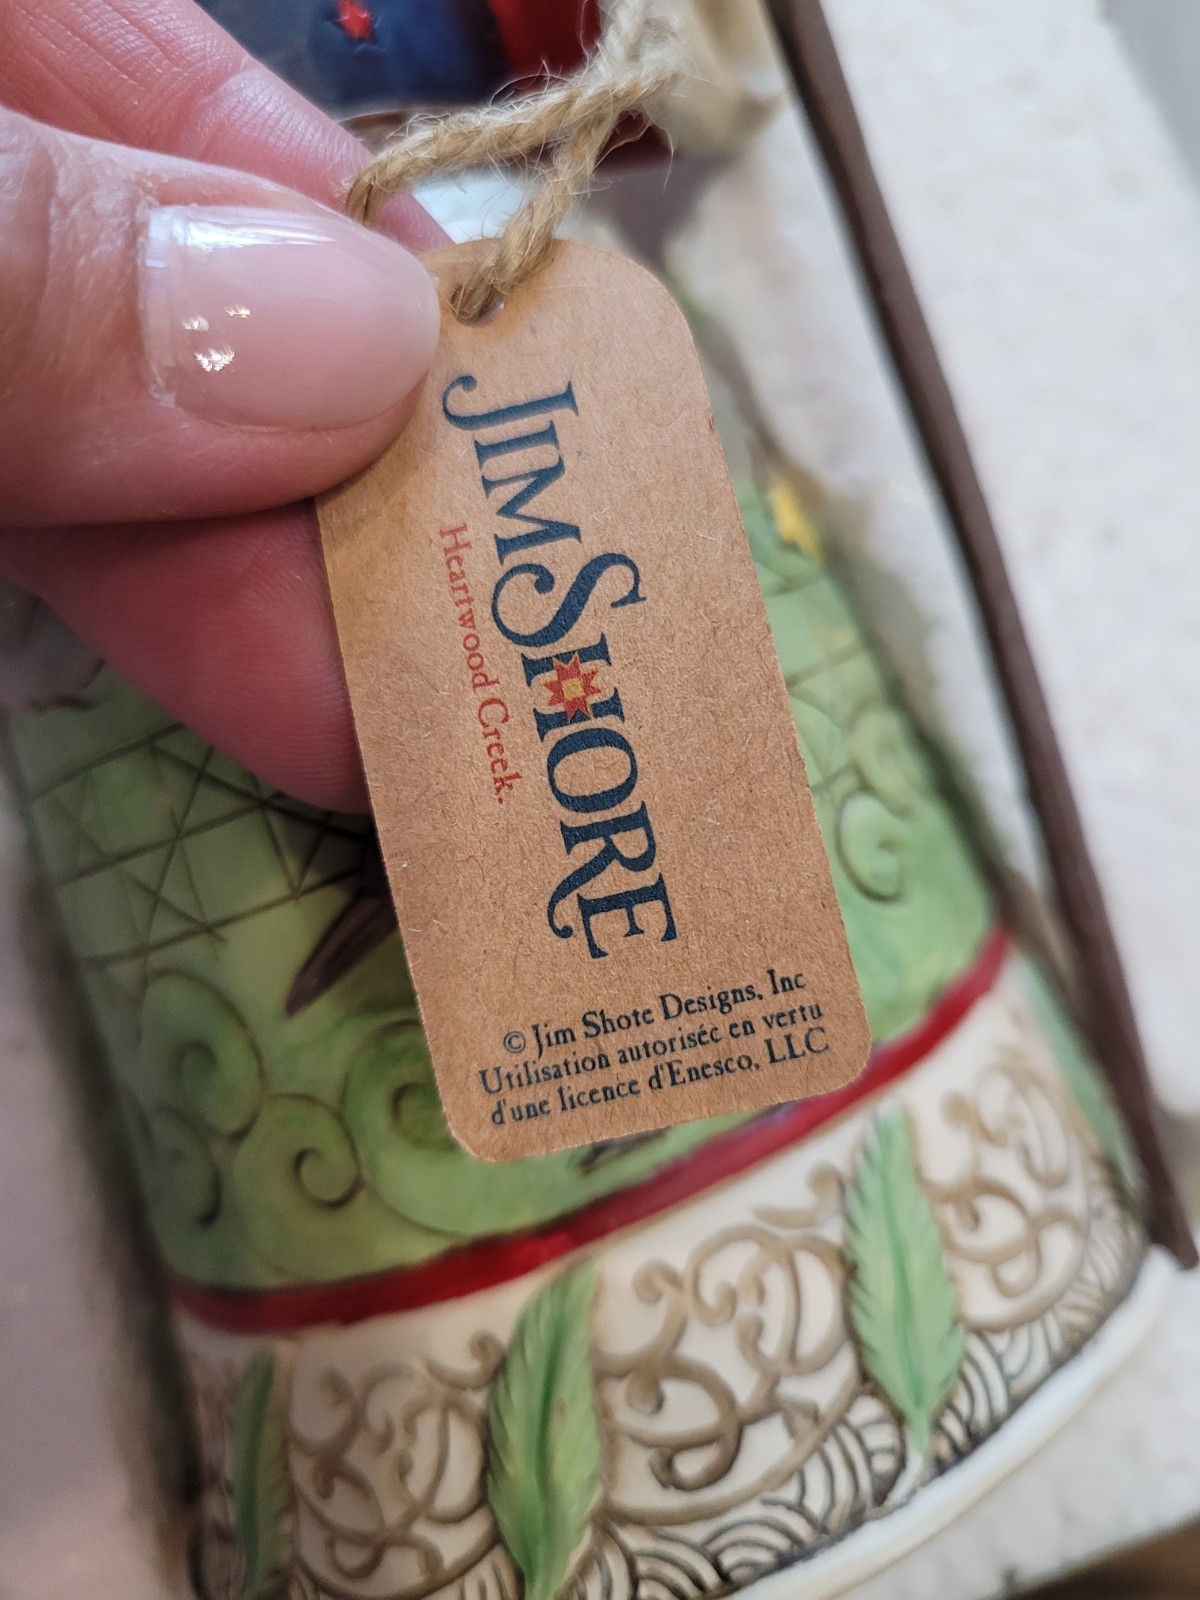 JIM SHORE
Heartwood Creek.
© Jim Shote Designs, Inc
Utilisation autorisée en vertu
d'une licence d'Enesco, LLC